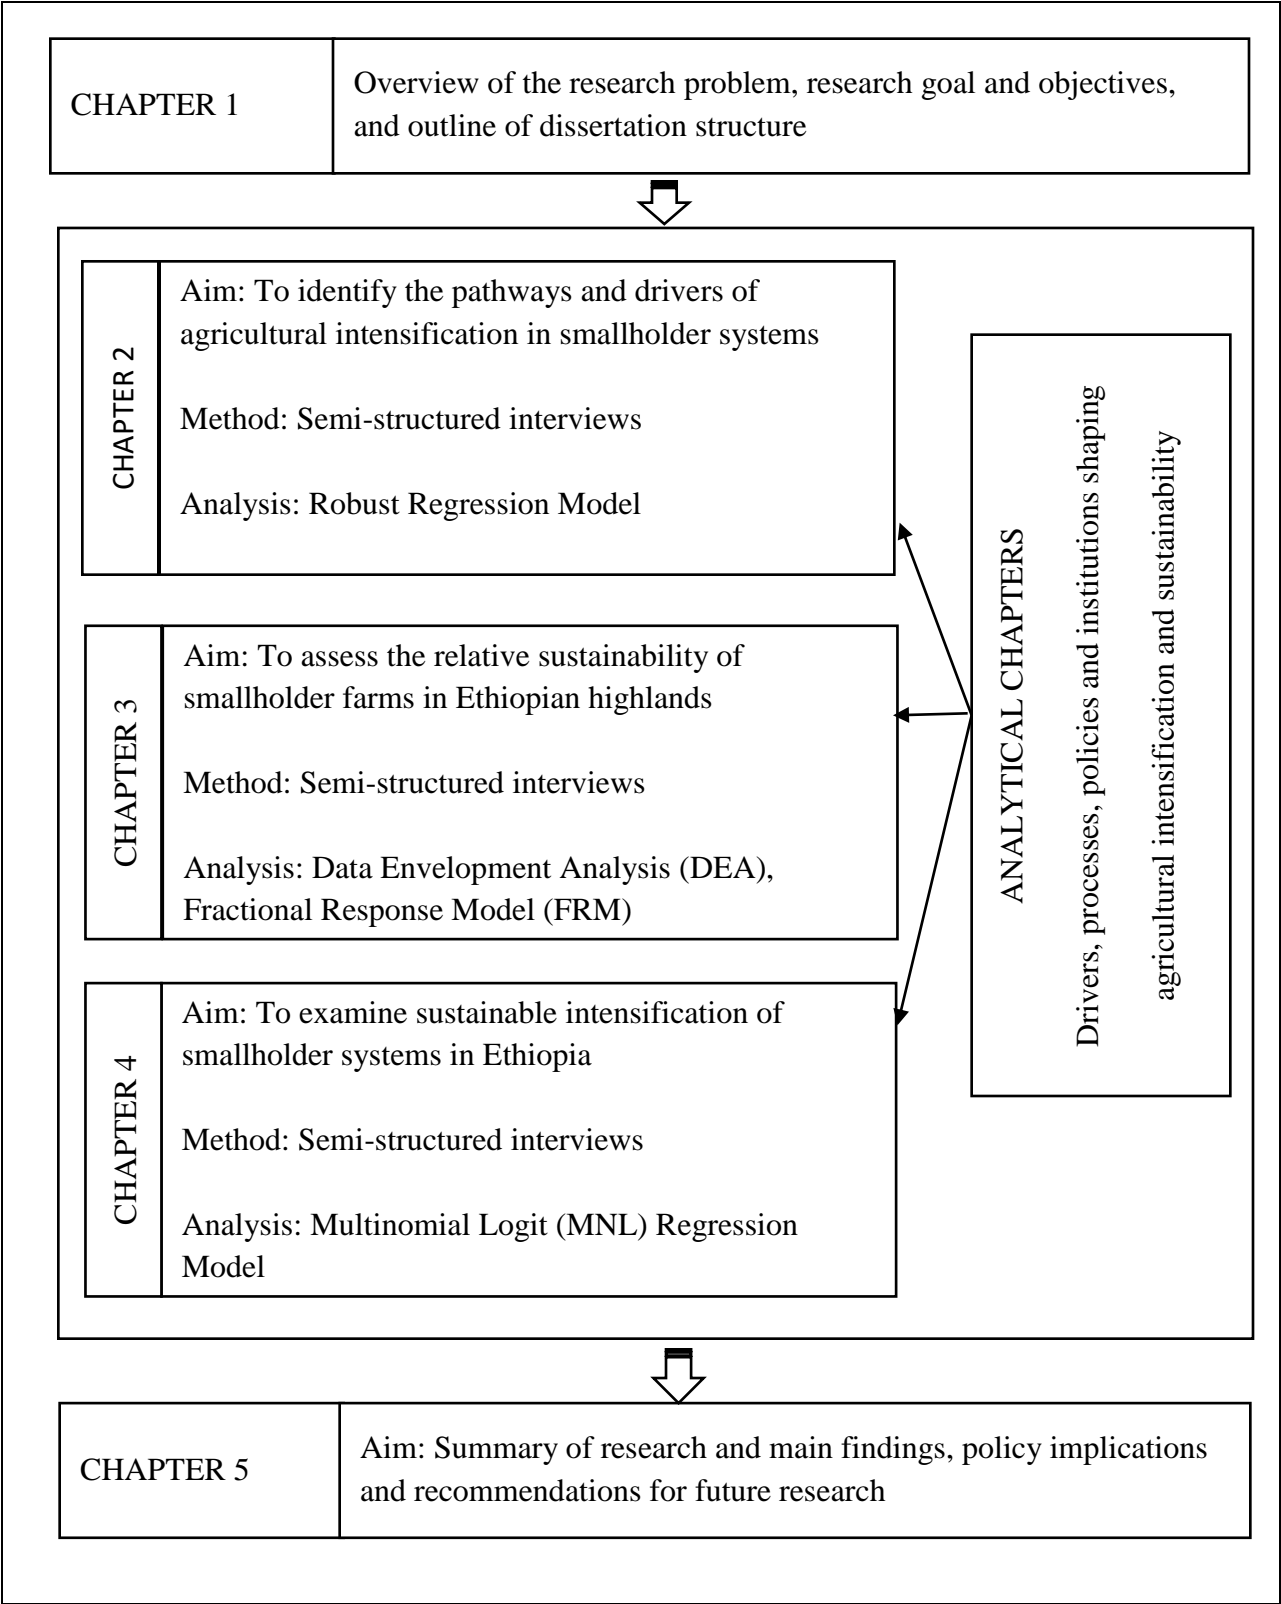 CHAPTER 1
Overview of the research problem, research goal and objectives,
and outline of dissertation structure
CHAPTER 2
Aim: To identify the pathways and drivers of
agricultural intensification in smallholder systems
Method: Semi-structured interviews
Analysis: Robust Regression Model
CHAPTER 3
Aim: To assess the relative sustainability of
smallholder farms in Ethiopian highlands
Method: Semi-structured interviews
Analysis: Data Envelopment Analysis (DEA),
Fractional Response Model (FRM)
CHAPTER 4
Aim: To examine sustainable intensification of
smallholder systems in Ethiopia
Method: Semi-structured interviews
Analysis: Multinomial Logit (MNL) Regression
Model
ANALYTICAL CHAPTERS
Drivers, processes, policies and institutions shaping
agricultural intensification and sustainability
CHAPTER 5
Aim: Summary of research and main findings, policy implications
and recommendations for future research